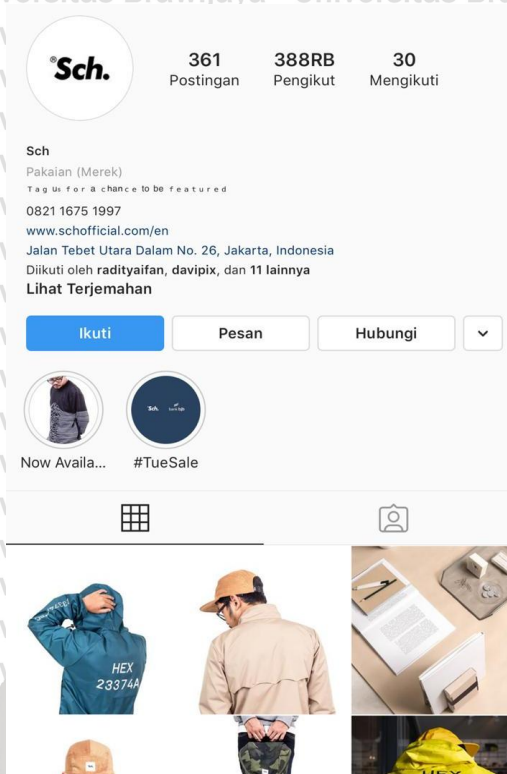 ®Sch.
361 388RB 30
Postingan Pengikut Mengikuti
Sch
Pakaian (Merek)
Tag us for a chance to be featured
0821 1675 1997
www.schofficial.com/en
Jalan Tebet Utara Dalam No. 26, Jakarta, Indonesia
Diikuti oleh radityaifan, davipix, dan 11 lainnya
Lihat Terjemahan
Ikuti Pesan Hubungi
Sch.
Now Availa... #TueSale
HEX
23374A
HEX